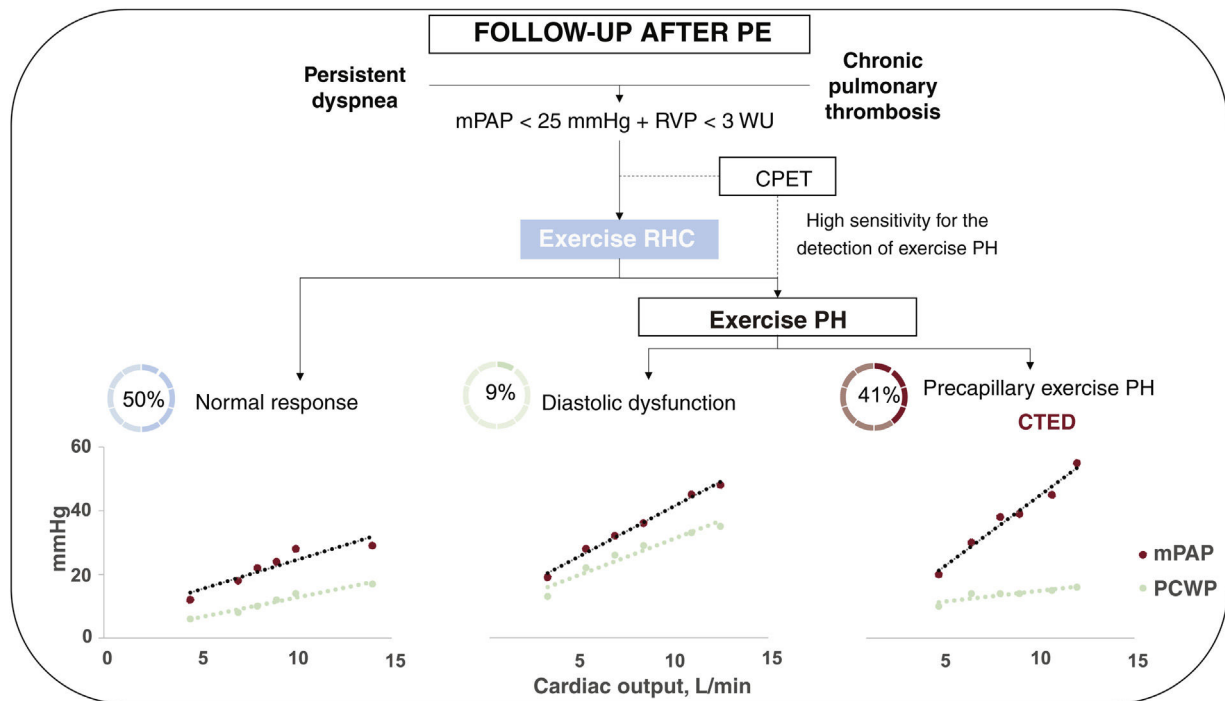 FOLLOW-UP AFTER PE
Persistent
dyspnea
Chronic
pulmonary
thrombosis
mPAP < 25 mmHg + RVP < 3 WU
CPET
High sensitivity for the
detection of exercise PH
Exercise RHC
Exercise PH
50%
Normal response
9%
Diastolic dysfunction
41%
Precapillary exercise PH
CTED
60
40
20
0
mmHg
0
5
10
15
5
10
15
5
10
15
Cardiac output, L/min
mPAP
PCWP